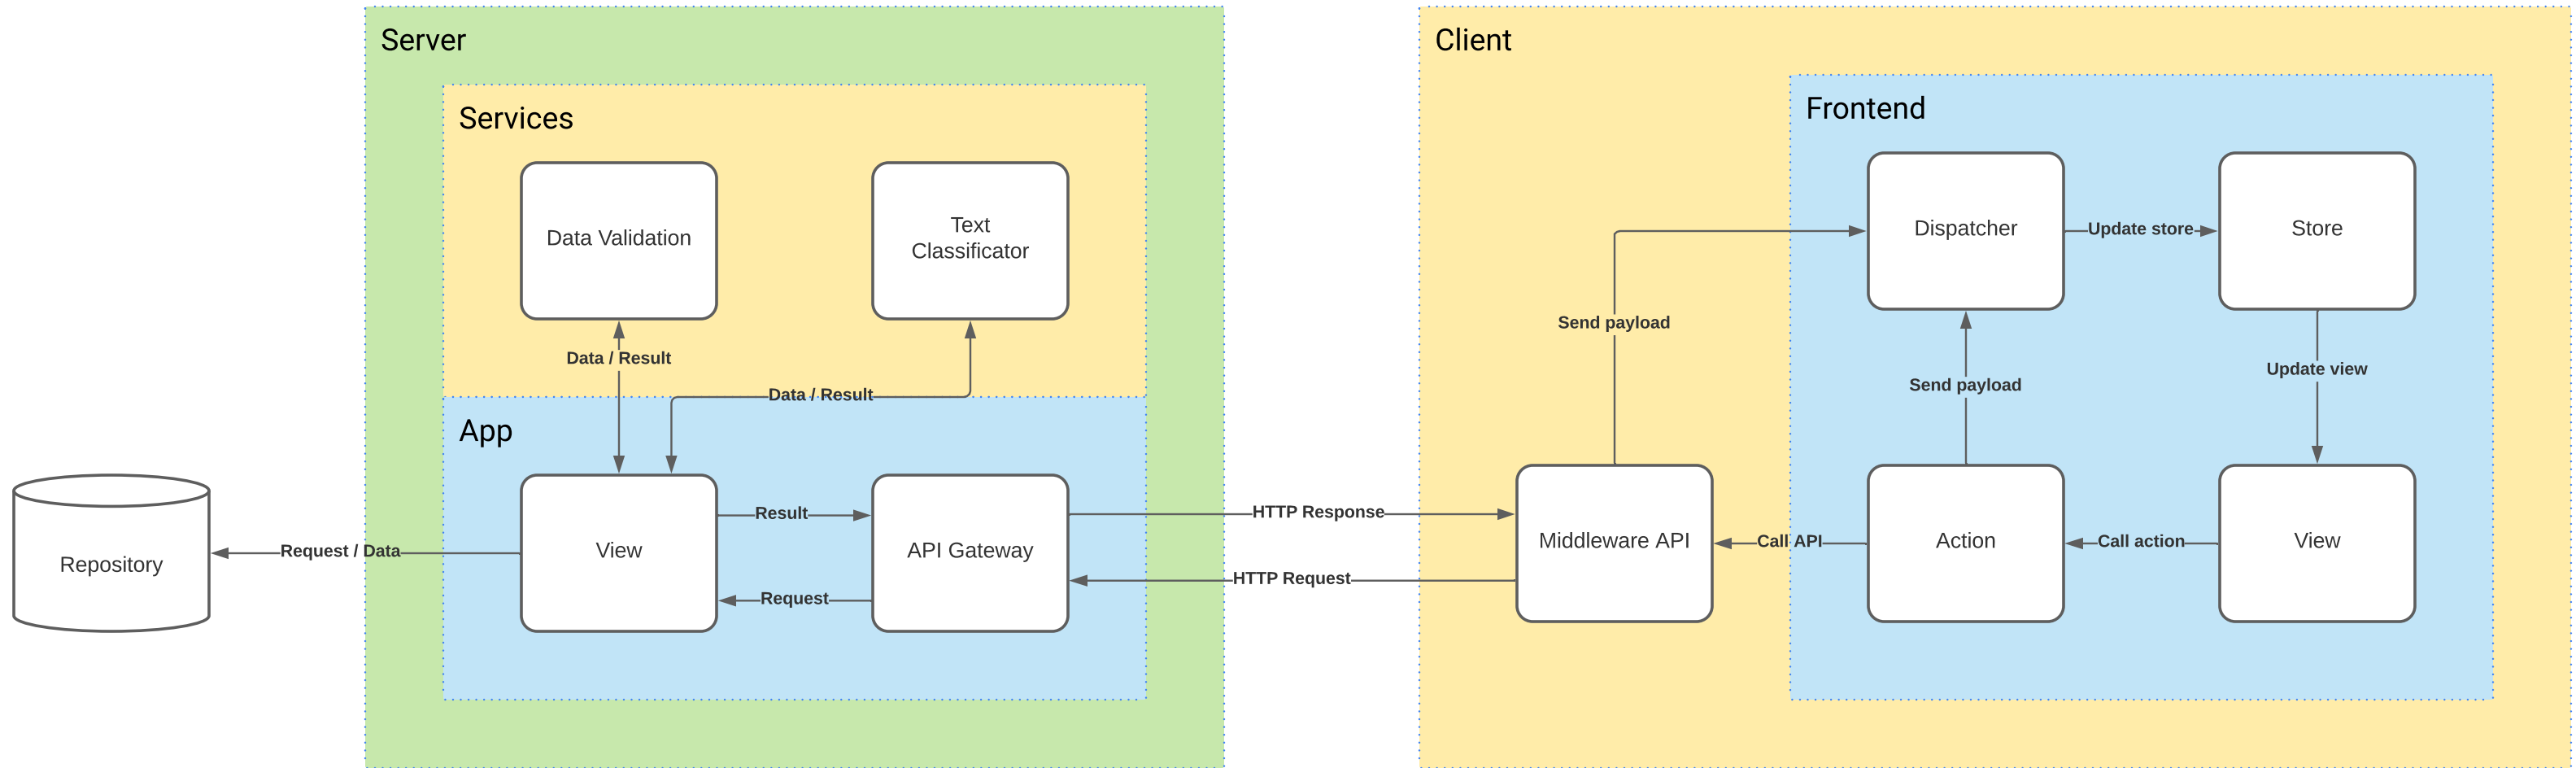 Server
Services
Data Validation
Text
Classificator
Data / Result
Data / Result
App
View
API Gateway
Result
Request
Repository
Request / Data
HTTP Response
HTTP Request
Client
Frontend
Dispatcher
Update store
Store
Send payload
Send payload
Update view
Middleware API
Call API
Action
Call action
View